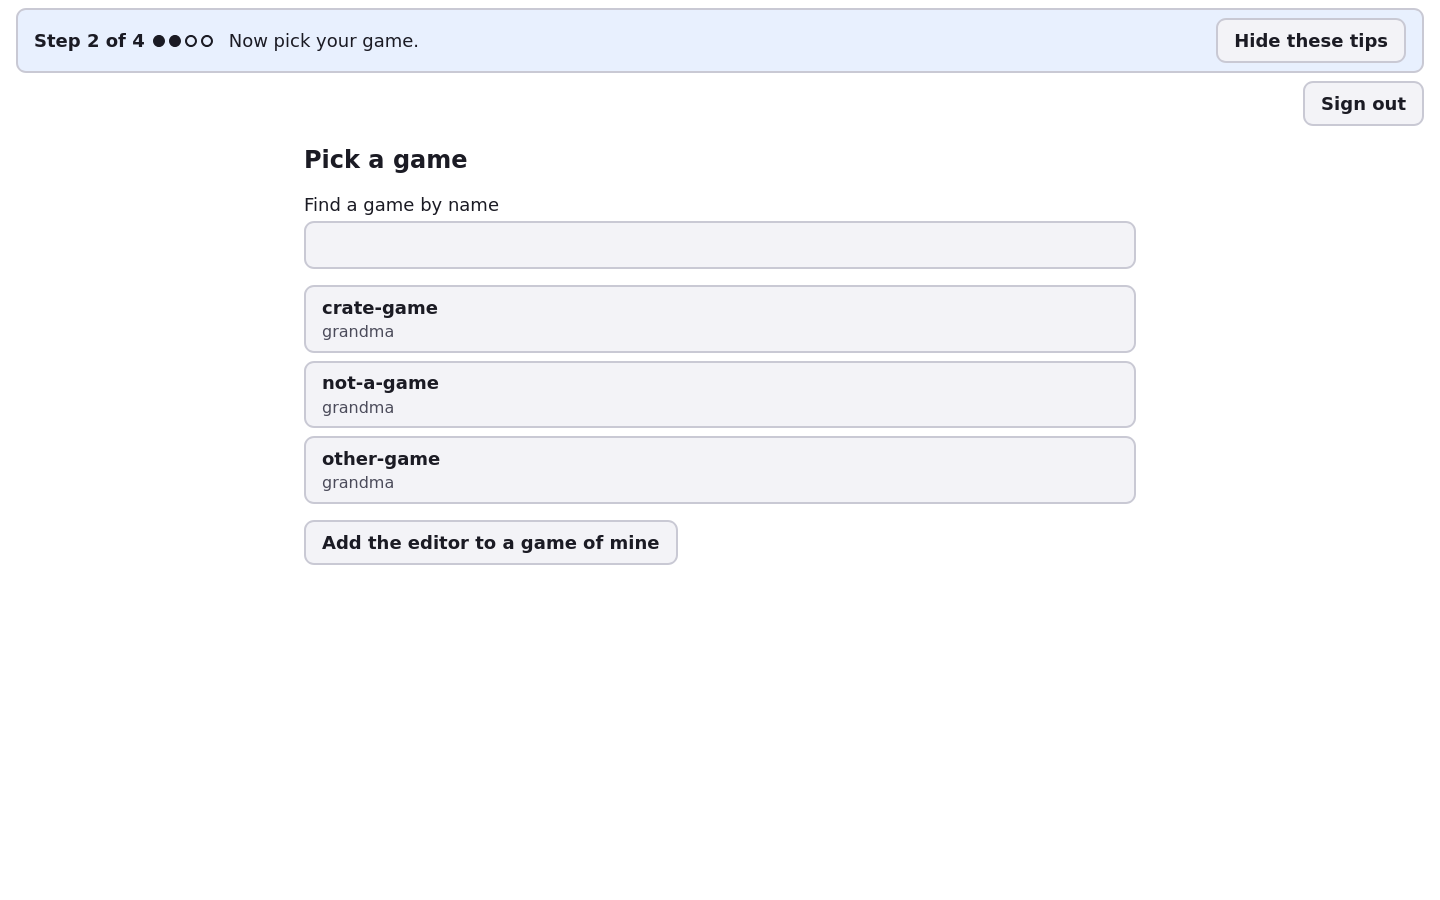 Step 2 of 4 Now pick your game. Hide these tips
Sign out
Pick a game
Find a game by name
crate-game
grandma
not-a-game
grandma
other-game
grandma
Add the editor to a game of mine